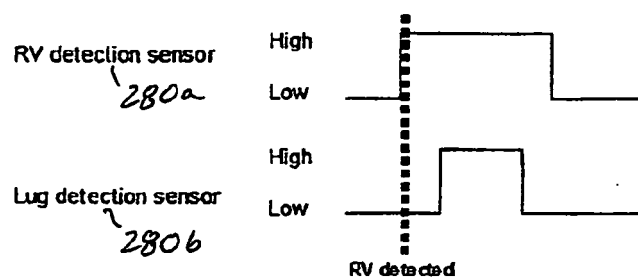 High
RV detection sensor
280a
Low
High
Lug detection sensor
Low
280b
RV detected